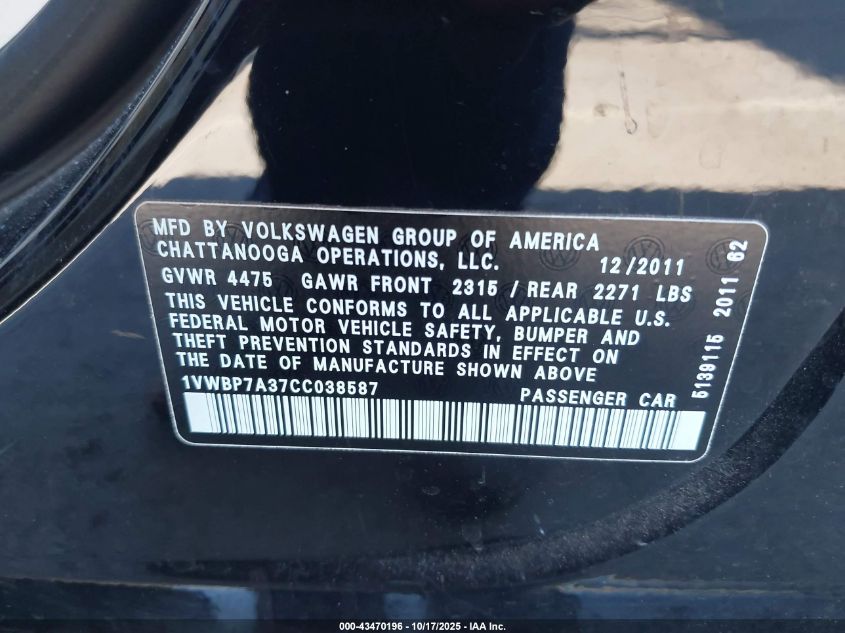 MFD BY VOLKSWAGEN GROUP OF AMERICA
CHATTANOOGA OPERATIONS, LLC. 12/2011
GVWR 4475 GAWR FRONT 2315 / REAR 2271 LBS
THIS VEHICLE CONFORMS TO ALL APPLICABLE U.S.
FEDERAL MOTOR VEHICLE SAFETY, BUMPER AND
THEFT PREVENTION STANDARDS IN EFFECT ON
THE DATE OF MANUFACTURE SHOWN ABOVE
1VWBP7A37CC038587 PASSENGER CAR
5139115 2011 62
000-43470196 - 10/17/2025 - IAA Inc.